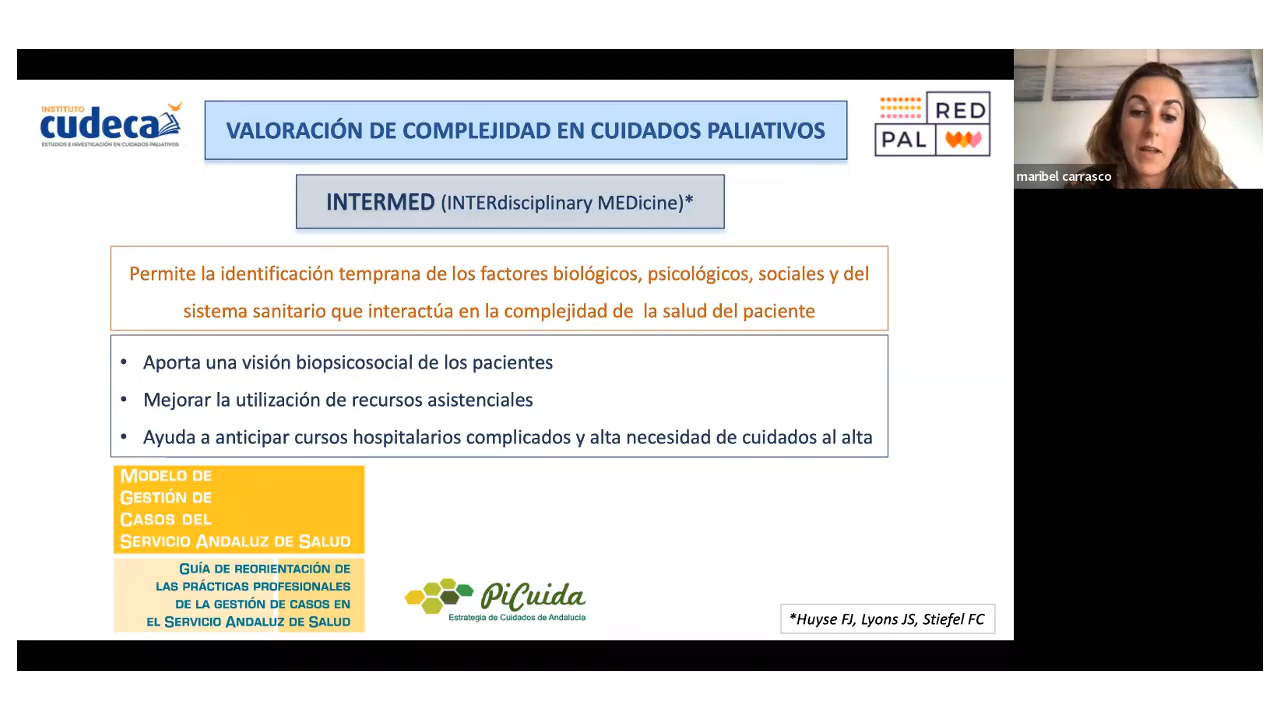 INSTITUTO
cudeca
ESTUDIOS E INVESTIGACIÓN EN CUIDADOS PALIATIVOS
VALORACIÓN DE COMPLEJIDAD EN CUIDADOS PALIATIVOS
RED
PAL
maribel carrasco
INTERMED (INTERdisciplinary MEDicine)*
Permite la identificación temprana de los factores biológicos, psicológicos, sociales y del
sistema sanitario que interactúa en la complejidad de la salud del paciente
• Aporta una visión biopsicosocial de los pacientes
• Mejorar la utilización de recursos asistenciales
• Ayuda a anticipar cursos hospitalarios complicados y alta necesidad de cuidados al alta
MODELO DE
GESTIÓN DE
CASOS DEL
SERVICIO ANDALUZ DE SALUD
GUÍA DE REORIENTACIÓN DE
LAS PRÁCTICAS PROFESIONALES
DE LA GESTIÓN DE CASOS EN
EL SERVICIO ANDALUZ DE SALUD
PiCuida
Estrategia de Cuidados de Andalucía
*Huyse FJ, Lyons JS, Stiefel FC